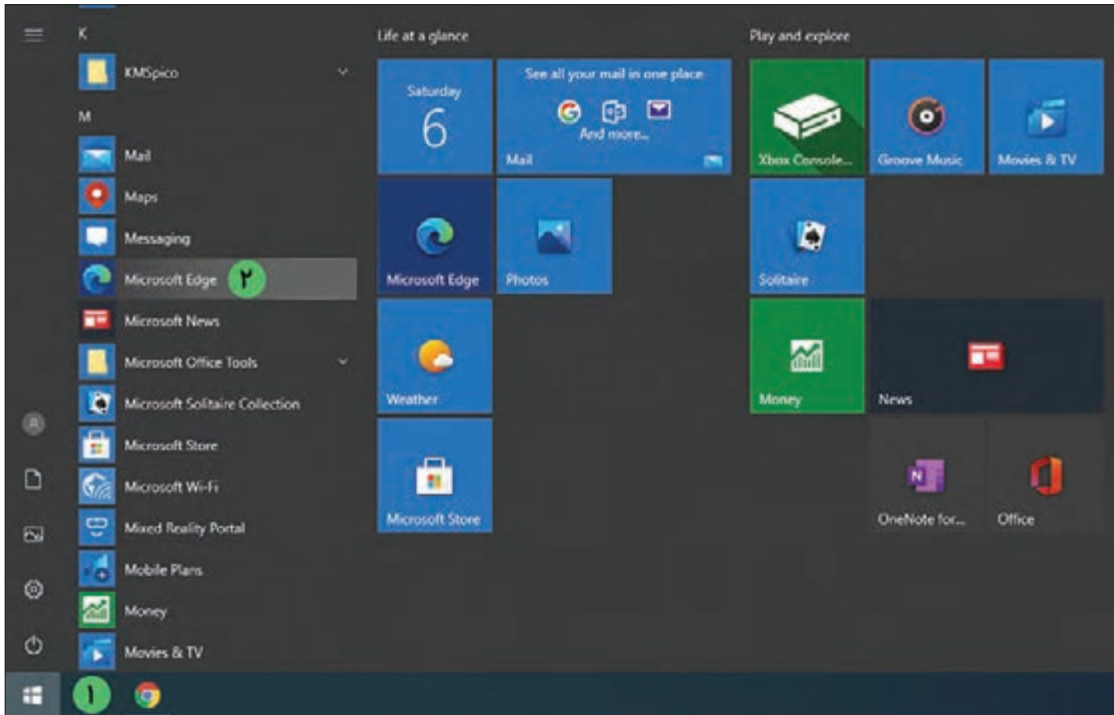 K
KMSpico
M
Mail
Maps
Messaging
Microsoft Edge
۲
Microsoft News
Microsoft Office Tools
Microsoft Solitaire Collection
Microsoft Store
Microsoft Wi-Fi
Mixed Reality Portal
Mobile Plans
Money
Movies & TV
۱
Life at a glance
Saturday
6
See all your mail in one place
And more...
Mail
Microsoft Edge
Photos
Weather
Microsoft Store
Play and explore
Xbox Console...
Groove Music
Movies & TV
Solitaire
Money
News
OneNote for...
Office